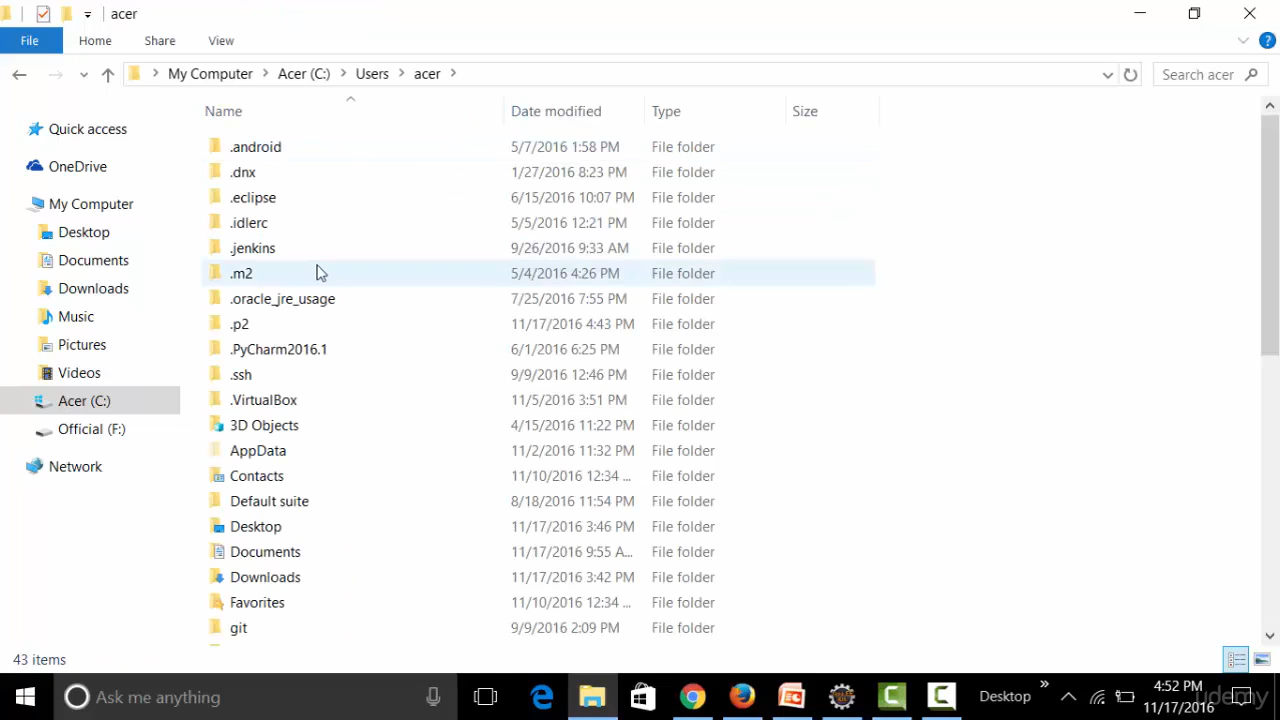 acer
File Home Share View
My Computer Acer (C:) Users acer Search acer
Name Date modified Type Size
Quick access
OneDrive
My Computer
Desktop
Documents
Downloads
Music
Pictures
Videos
Acer (C:)
Official (F:)
Network
.android 5/7/2016 1:58 PM File folder
.dnx 1/27/2016 8:23 PM File folder
.eclipse 6/15/2016 10:07 PM File folder
.idlerc 5/5/2016 12:21 PM File folder
.jenkins 9/26/2016 9:33 AM File folder
.m2 5/4/2016 4:26 PM File folder
.oracle_jre_usage 7/25/2016 7:55 PM File folder
.p2 11/17/2016 4:43 PM File folder
.PyCharm2016.1 6/1/2016 6:25 PM File folder
.ssh 9/9/2016 12:46 PM File folder
.VirtualBox 11/5/2016 3:51 PM File folder
3D Objects 4/15/2016 11:22 PM File folder
AppData 11/2/2016 11:32 PM File folder
Contacts 11/10/2016 12:34 ... File folder
Default suite 8/18/2016 11:54 PM File folder
Desktop 11/17/2016 3:46 PM File folder
Documents 11/17/2016 9:55 A... File folder
Downloads 11/17/2016 3:42 PM File folder
Favorites 11/10/2016 12:34 ... File folder
git 9/9/2016 2:09 PM File folder
43 items
Ask me anything
Desktop
4:52 PM
11/17/2016
udemy